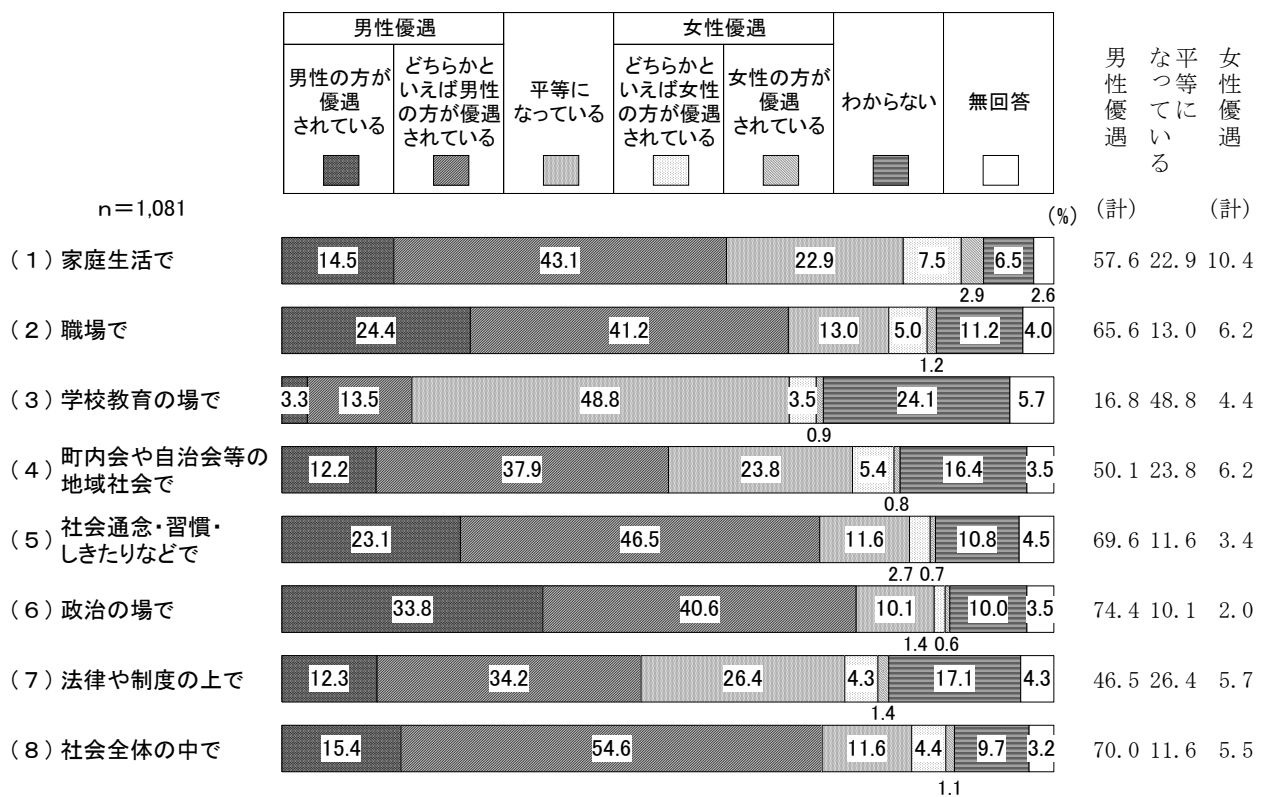 男性優遇
女性優遇
男性の方が
優遇
されている
どちらかと
いえば男性
の方が優遇
されている
平等に
なっている
どちらかと
いえば女性
の方が優遇
されている
女性の方が
優遇
されている
わからない
無回答
男性優遇
(計)
平等に
なっている
女性優遇
(計)
n=1,081
(%)
(1)家庭生活で
14.5 43.1 22.9 7.5 2.9 6.5 2.6 57.6 22.9 10.4
(2)職場で
24.4 41.2 13.0 5.0 1.2 11.2 4.0 65.6 13.0 6.2
(3)学校教育の場で
3.3 13.5 48.8 3.5 0.9 24.1 5.7 16.8 48.8 4.4
(4)町内会や自治会等の
地域社会で
12.2 37.9 23.8 5.4 0.8 16.4 3.5 50.1 23.8 6.2
(5)社会通念・習慣・
しきたりなどで
23.1 46.5 11.6 2.7 0.7 10.8 4.5 69.6 11.6 3.4
(6)政治の場で
33.8 40.6 10.1 1.4 0.6 10.0 3.5 74.4 10.1 2.0
(7)法律や制度の上で
12.3 34.2 26.4 4.3 1.4 17.1 4.3 46.5 26.4 5.7
(8)社会全体の中で
15.4 54.6 11.6 4.4 1.1 9.7 3.2 70.0 11.6 5.5